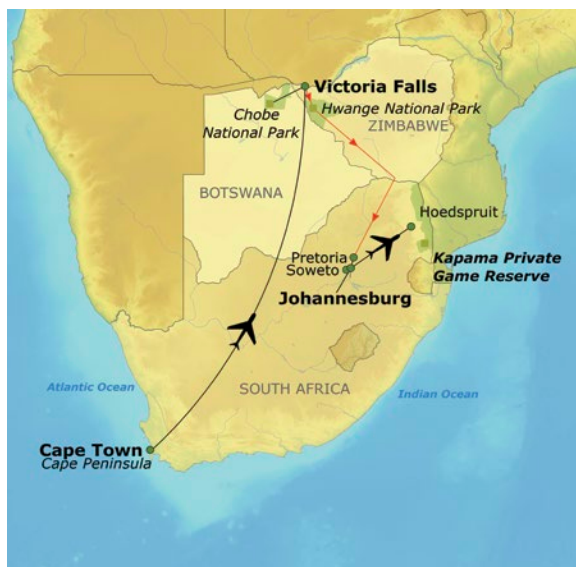 Victoria Falls
Chobe
National Park
Hwange National Park
ZIMBABWE
BOTSWANA
Hoedspruit
Pretoria
Soweto
Kapama Private
Game Reserve
Johannesburg
SOUTH AFRICA
Atlantic Ocean
Indian Ocean
Cape Town
Cape Peninsula